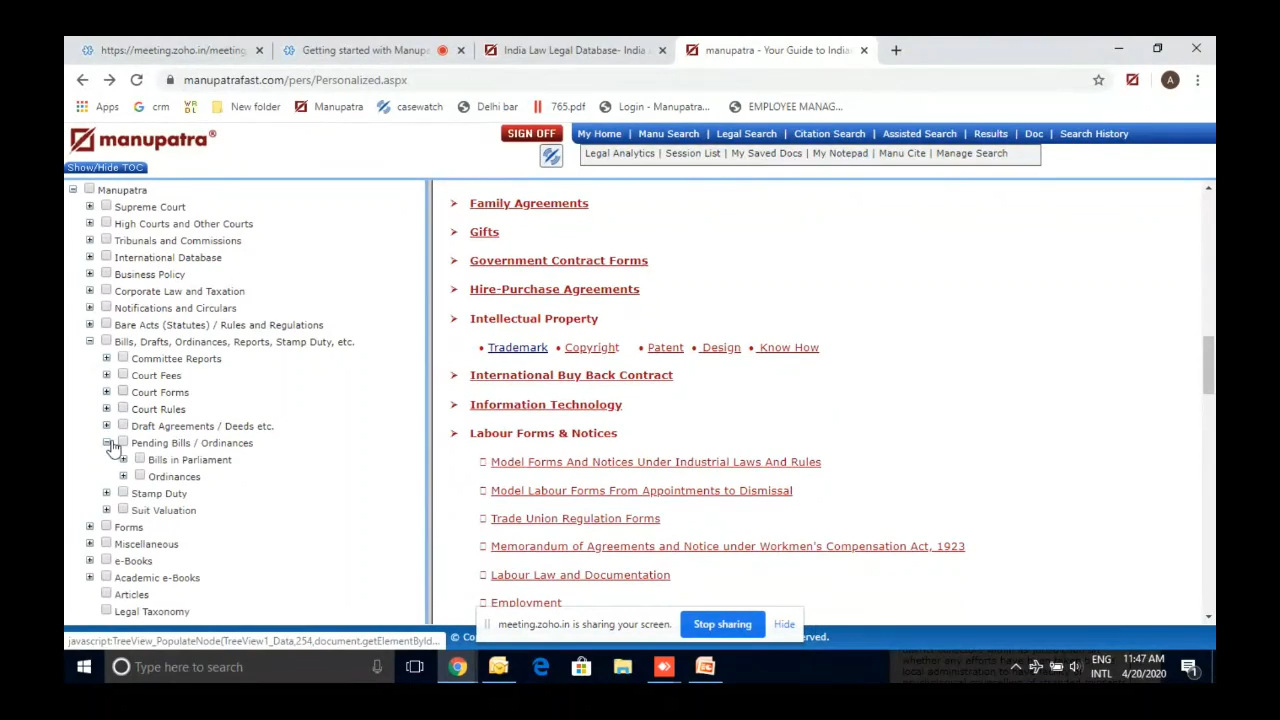 https://meeting.zoho.in/meeting
Getting started with Manupa
India Law Legal Database- India
manupatra - Your Guide to India
manupatrafast.com/pers/Personalized.aspx
A
Apps
crm
New folder
Manupatra
casewatch
Delhi bar
765.pdf
Login - Manupatra...
EMPLOYEE MANAG...
manupatra®
SIGN OFF
My Home | Manu Search | Legal Search | Citation Search | Assisted Search | Results | Doc | Search History
Legal Analytics | Session List | My Saved Docs | My Notepad | Manu Cite | Manage Search
Show/Hide TOC
Manupatra
Supreme Court
High Courts and Other Courts
Tribunals and Commissions
International Database
Business Policy
Corporate Law and Taxation
Notifications and Circulars
Bare Acts (Statutes) / Rules and Regulations
Bills, Drafts, Ordinances, Reports, Stamp Duty, etc.
Committee Reports
Court Fees
Court Forms
Court Rules
Draft Agreements / Deeds etc.
Pending Bills / Ordinances
Bills in Parliament
Ordinances
Stamp Duty
Suit Valuation
Forms
Miscellaneous
e-Books
Academic e-Books
Articles
Legal Taxonomy
Family Agreements
Gifts
Government Contract Forms
Hire-Purchase Agreements
Intellectual Property
• Trademark • Copyright • Patent • Design • Know How
International Buy Back Contract
Information Technology
Labour Forms & Notices
Model Forms And Notices Under Industrial Laws And Rules
Model Labour Forms From Appointments to Dismissal
Trade Union Regulation Forms
Memorandum of Agreements and Notice under Workmen's Compensation Act, 1923
Labour Law and Documentation
Employment
meeting.zoho.in is sharing your screen.
Stop sharing
Hide
javascript:TreeView_PopulateNode(TreeView1_Data,254,document.getElementById...
© Co
rved.
Type here to search
ENG
INTL
11:47 AM
4/20/2020
1